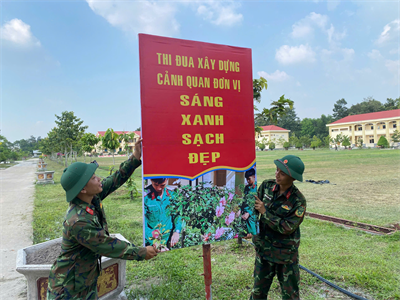 THI ĐUA XÂY DỰNG
CẢNH QUAN ĐƠN VỊ
SÁNG
XANH
SẠCH
ĐẸP